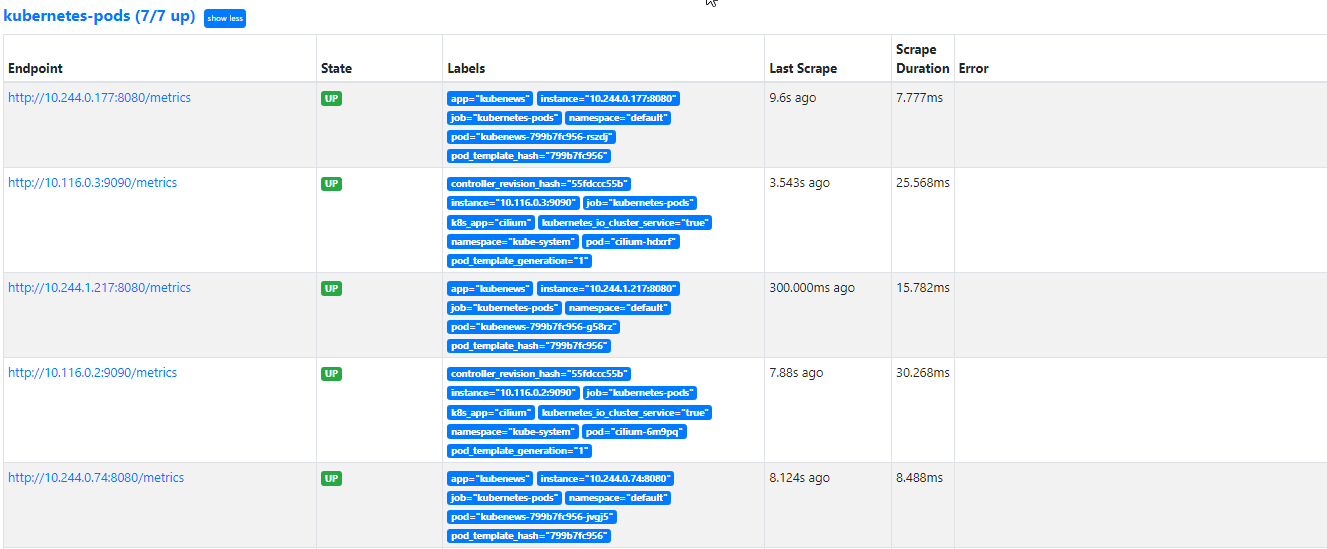 kubernetes-pods (7/7 up) show less
Endpoint State Labels Last Scrape Scrape Duration Error
http://10.244.0.177:8080/metrics UP app="kubenews" instance="10.244.0.177:8080" 9.6s ago 7.777ms
job="kubernetes-pods" namespace="default"
pod="kubenews-799b7fc956-rszdj"
pod_template_hash="799b7fc956"
http://10.116.0.3:9090/metrics UP controller_revision_hash="55fdccc55b" 3.543s ago 25.568ms
instance="10.116.0.3:9090" job="kubernetes-pods"
k8s_app="cilium" kubernetes_io_cluster_service="true"
namespace="kube-system" pod="cilium-hdxrf"
pod_template_generation="1"
http://10.244.1.217:8080/metrics UP app="kubenews" instance="10.244.1.217:8080" 300.000ms ago 15.782ms
job="kubernetes-pods" namespace="default"
pod="kubenews-799b7fc956-g58rz"
pod_template_hash="799b7fc956"
http://10.116.0.2:9090/metrics UP controller_revision_hash="55fdccc55b" 7.88s ago 30.268ms
instance="10.116.0.2:9090" job="kubernetes-pods"
k8s_app="cilium" kubernetes_io_cluster_service="true"
namespace="kube-system" pod="cilium-6m9pq"
pod_template_generation="1"
http://10.244.0.74:8080/metrics UP app="kubenews" instance="10.244.0.74:8080" 8.124s ago 8.488ms
job="kubernetes-pods" namespace="default"
pod="kubenews-799b7fc956-jvgj5"
pod_template_hash="799b7fc956"